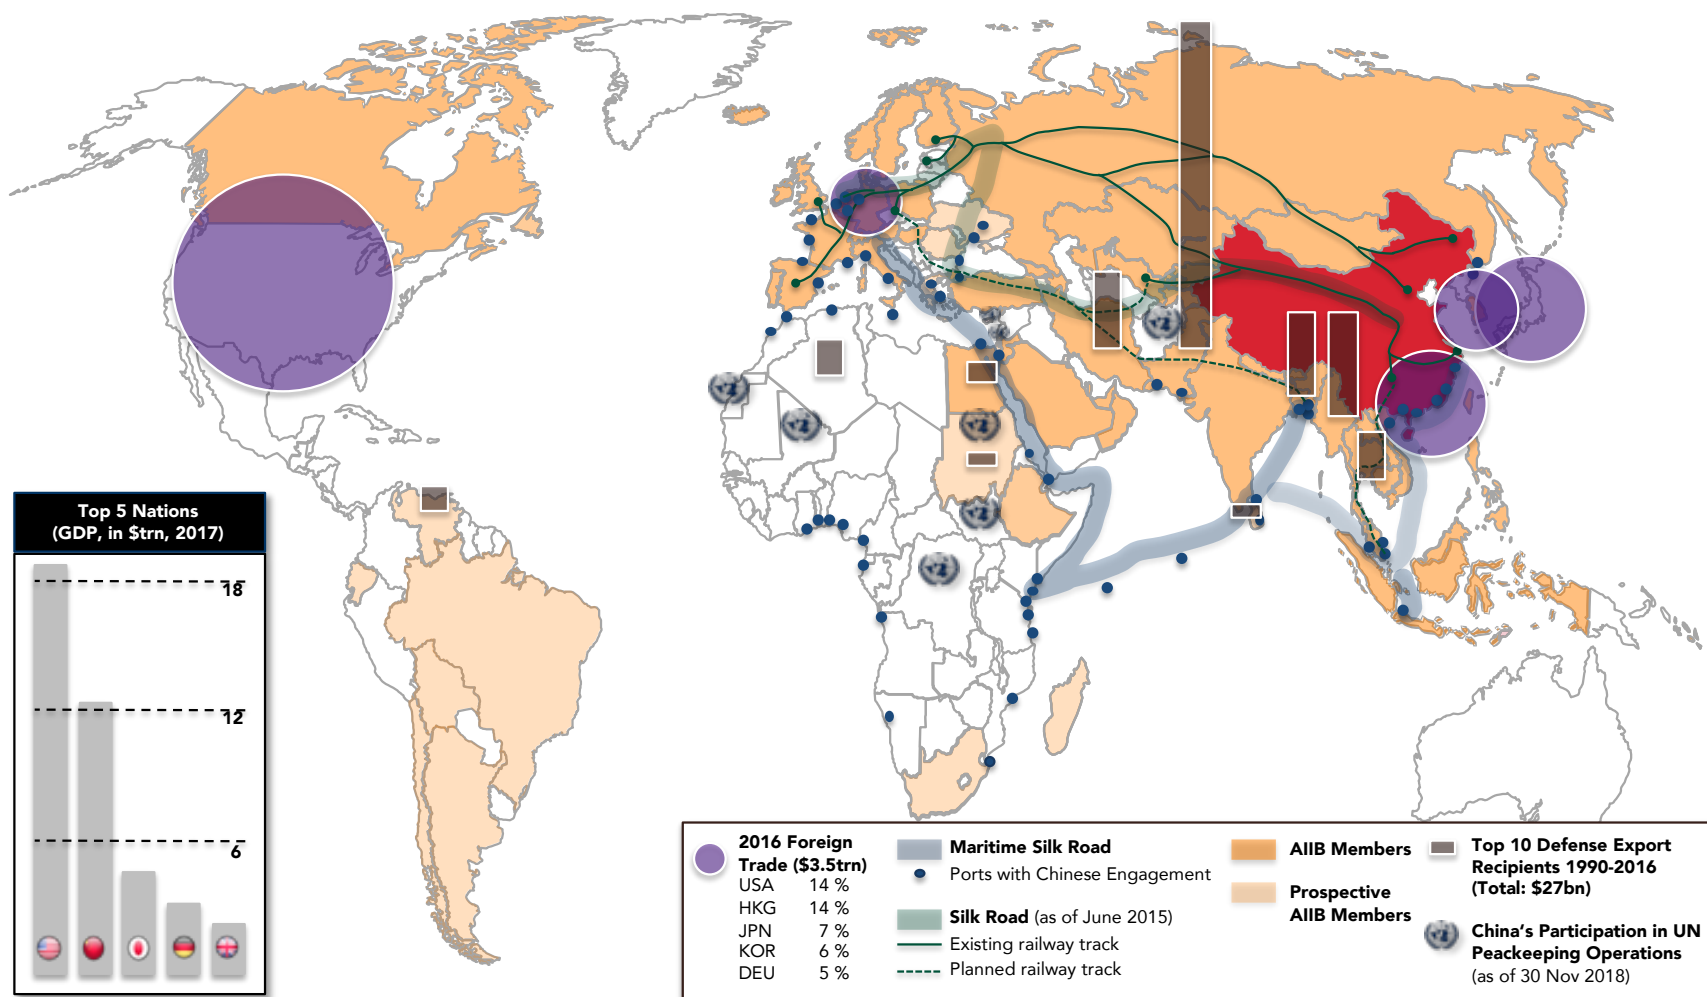 Top 5 Nations
(GDP, in $trn, 2017)
18
12
6
2016 Foreign
Trade ($3.5trn)
USA 14 %
HKG 14 %
JPN 7 %
KOR 6 %
DEU 5 %
Maritime Silk Road
Ports with Chinese Engagement
Silk Road (as of June 2015)
Existing railway track
Planned railway track
AIIB Members
Prospective
AIIB Members
Top 10 Defense Export
Recipients 1990-2016
(Total: $27bn)
China’s Participation in UN
Peackeeping Operations
(as of 30 Nov 2018)